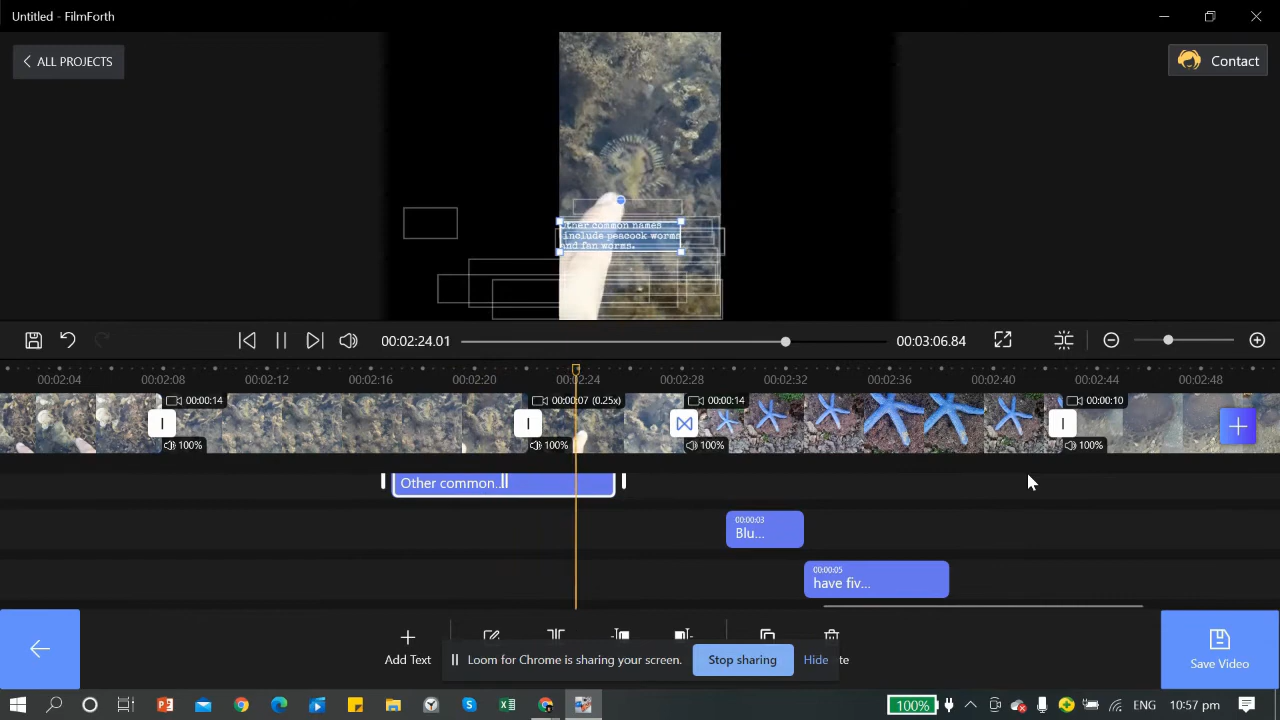 Untitled - FilmForth
ALL PROJECTS
Contact
Other common names
include peacock worms
and fan worms.
00:02:24.01
00:03:06.84
00:02:04
00:02:08
00:02:12
00:02:16
00:02:20
00:02:24
00:02:28
00:02:32
00:02:36
00:02:40
00:02:44
00:02:48
00:00:14
00:00:07 (0.25x)
00:00:14
00:00:10
100%
100%
100%
Other common...
00:00:03
Blu...
00:00:05
have fiv...
Add Text
Loom for Chrome is sharing your screen.
Stop sharing
Hide
te
Save Video
100%
ENG
10:57 pm